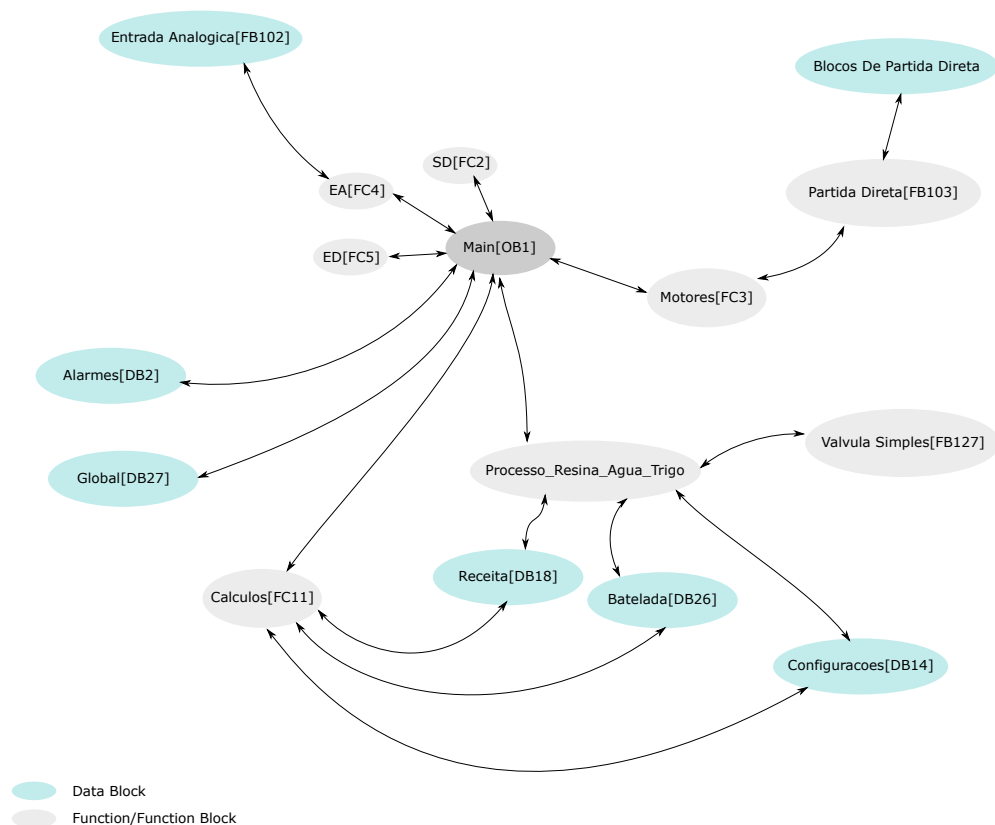 Entrada Analogica[FB102]
Blocos De Partida Direta
SD[FC2]
EA[FC4]
Partida Direta[FB103]
Main[OB1]
ED[FC5]
Motores[FC3]
Alarmes[DB2]
Valvula Simples[FB127]
Processo_Resina_Agua_Trigo
Global[DB27]
Receita[DB18]
Calculos[FC11]
Batelada[DB26]
Configuracoes[DB14]
Data Block
Function/Function Block